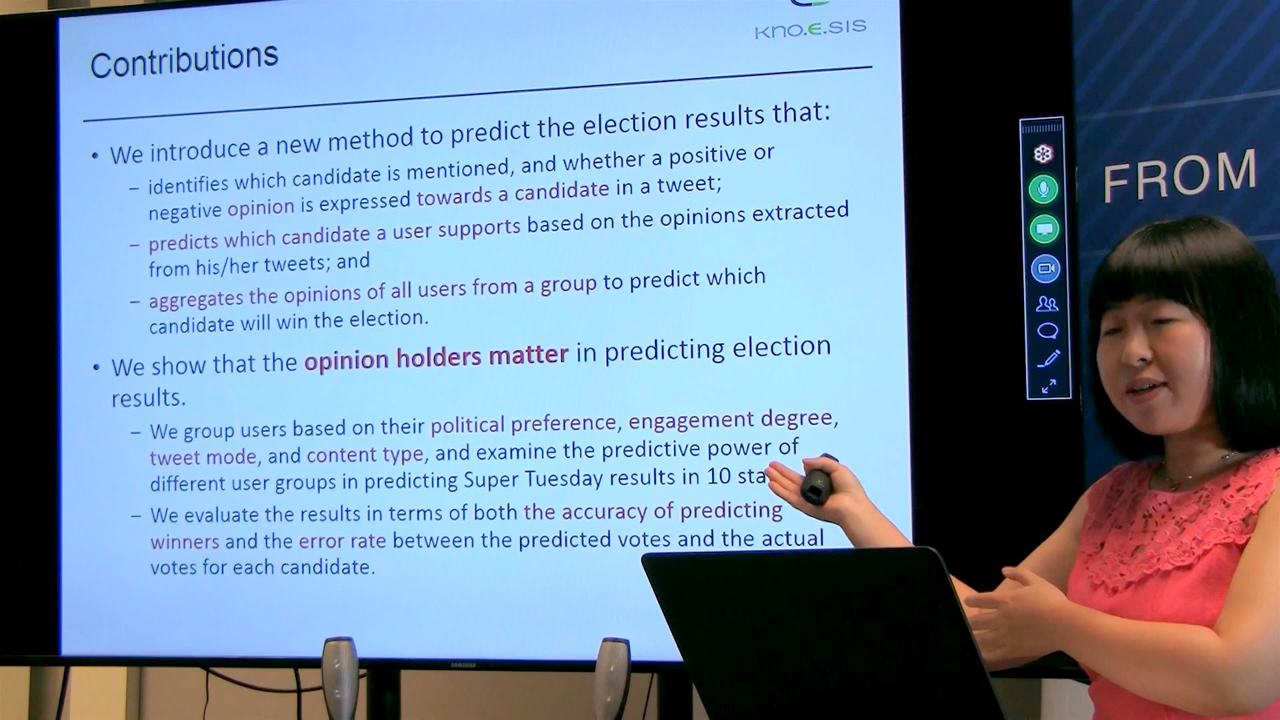 Contributions
kno.e.sis
• We introduce a new method to predict the election results that:
– identifies which candidate is mentioned, and whether a positive or
negative opinion is expressed towards a candidate in a tweet;
– predicts which candidate a user supports based on the opinions extracted
from his/her tweets; and
– aggregates the opinions of all users from a group to predict which
candidate will win the election.
• We show that the opinion holders matter in predicting election
results.
– We group users based on their political preference, engagement degree,
tweet mode, and content type, and examine the predictive power of
different user groups in predicting Super Tuesday results in 10 sta
– We evaluate the results in terms of both the accuracy of predicting
winners and the error rate between the predicted votes and the actual
votes for each candidate.
FROM
SAMSUNG